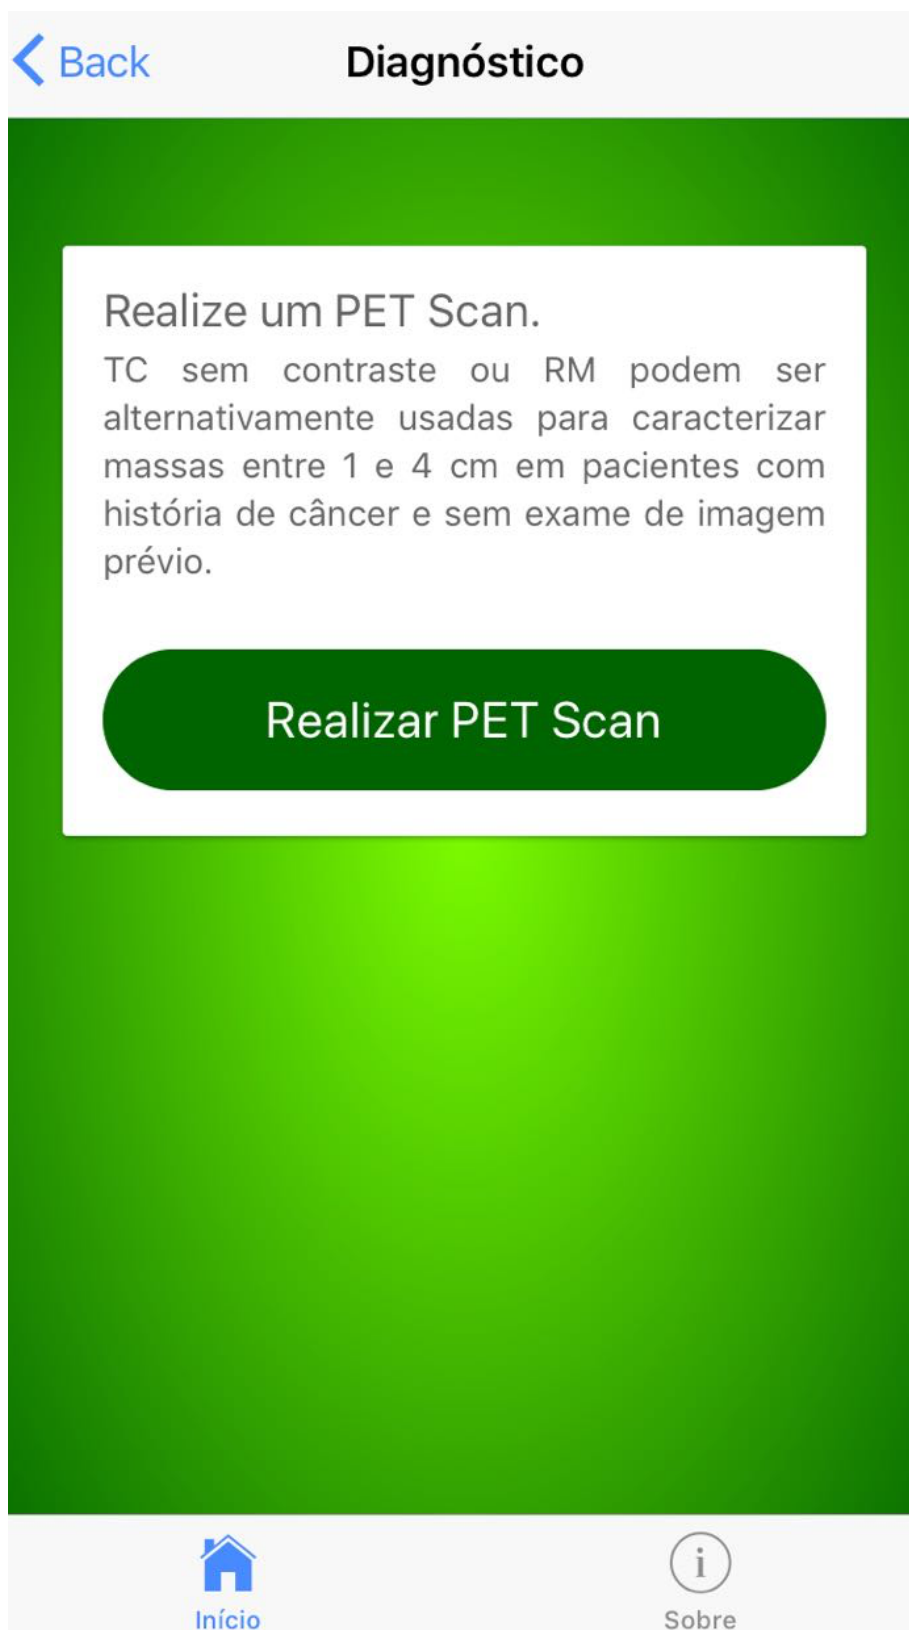 Back
Diagnóstico
Realize um PET Scan.
TC sem contraste ou RM podem ser
alternativamente usadas para caracterizar
massas entre 1 e 4 cm em pacientes com
história de câncer e sem exame de imagem
prévio.
Realizar PET Scan
Início
Sobre